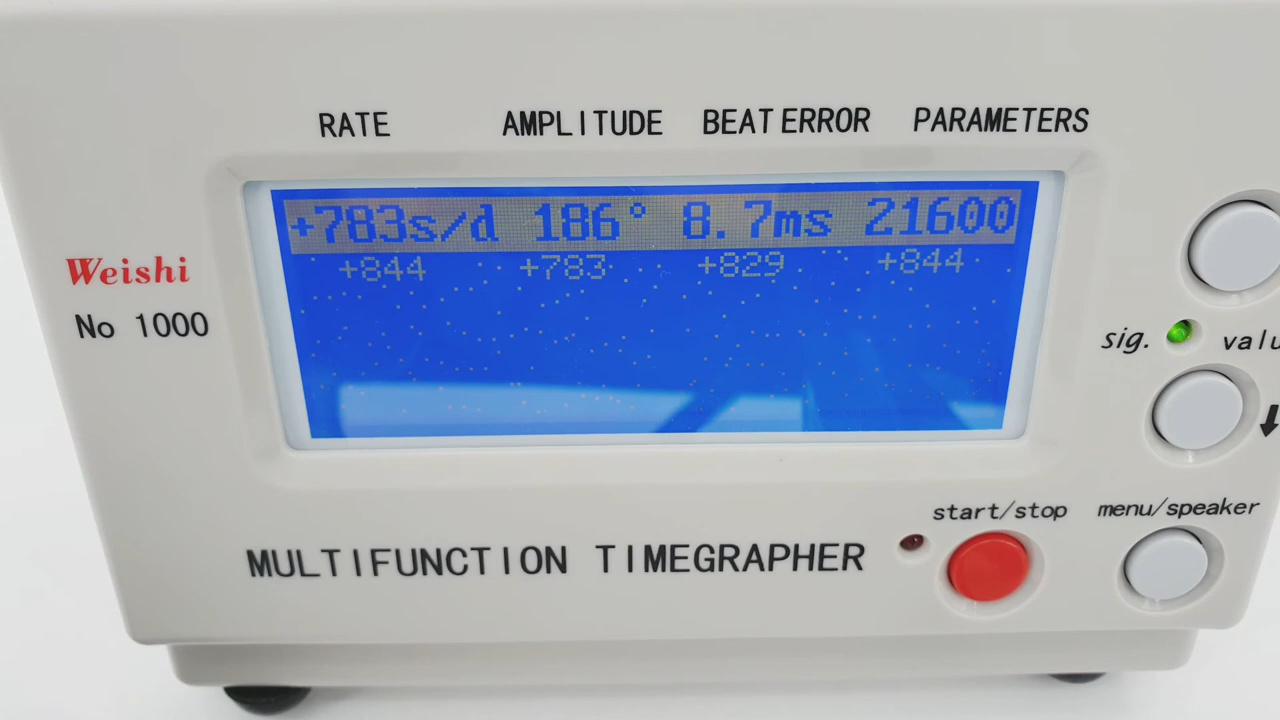 RATE AMPLITUDE BEAT ERROR PARAMETERS
+783s/d 186° 8.7ms 21600
+844 +783 +829 +844
Weishi
No 1000
sig.
start/stop menu/speaker
MULTIFUNCTION TIMEGRAPHER